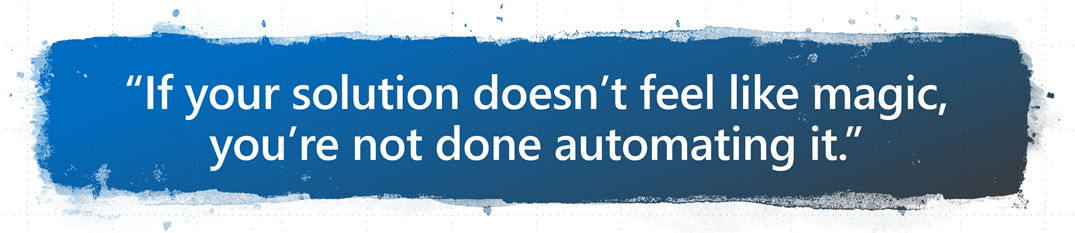 “If your solution doesn’t feel like magic,
you’re not done automating it.”